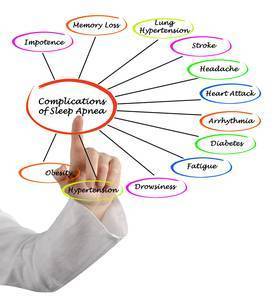 Memory Loss
Lung
Hypertension
Impotence
Stroke
Headache
Complications
of Sleep Apnea
Heart Attack
Arrhythmia
Diabetes
Fatigue
Obesity
Hypertension
Drowsiness